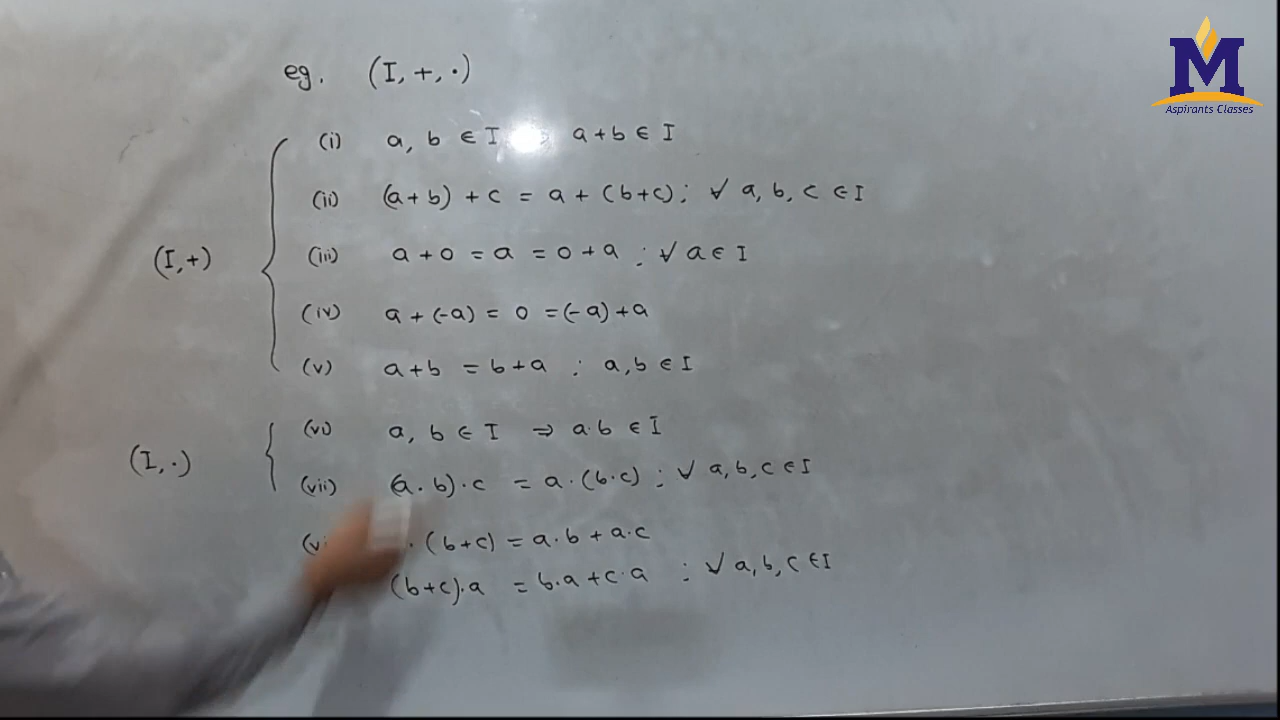 eg. (I, +, ·)
(i) a, b ∈ I a + b ∈ I
(ii) (a + b) + c = a + (b+c); ∀ a, b, c ∈ I
(iii) a + 0 = a = 0 + a ; ∀ a ∈ I
(I, +)
(iv) a + (-a) = 0 = (-a) + a
(v) a + b = b + a ; a, b ∈ I
(vi) a, b ∈ I ⇒ a·b ∈ I
(I, ·)
(vii) (a · b) · c = a · (b · c) ; ∀ a, b, c ∈ I
· (b+c) = a·b + a·c
(b+c)·a = b·a + c·a ; ∀ a, b, c ∈ I
M
Aspirants Classes